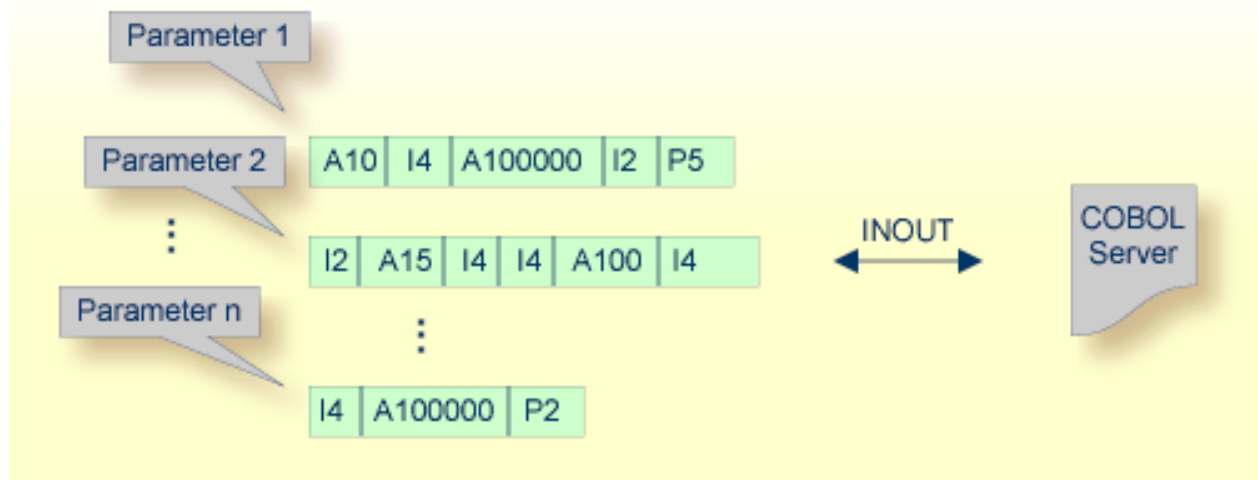 Parameter 1
Parameter 2
A10 I4 A100000 I2 P5
INOUT
COBOL
Server
I2 A15 I4 I4 A100 I4
Parameter n
I4 A100000 P2